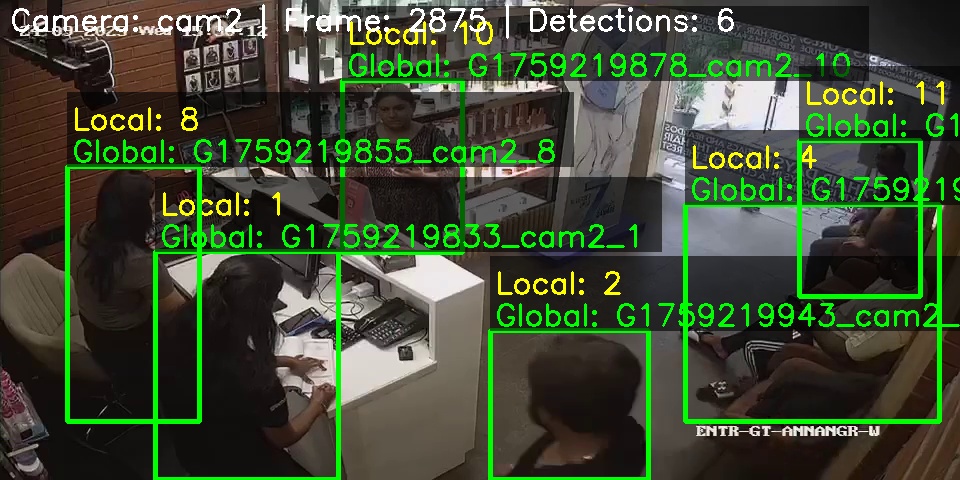 Camera: cam2 | Frame: 2875 | Detections: 6
Local: 10
Global: G1759219878_cam2_10
Local: 11
Global: G1
Local: 8
Global: G1759219855_cam2_8
Local: 4
Global: G1759219
Local: 1
Global: G1759219833_cam2_1
Local: 2
Global: G1759219943_cam2_
ENTR-GT-ANNANGR-W